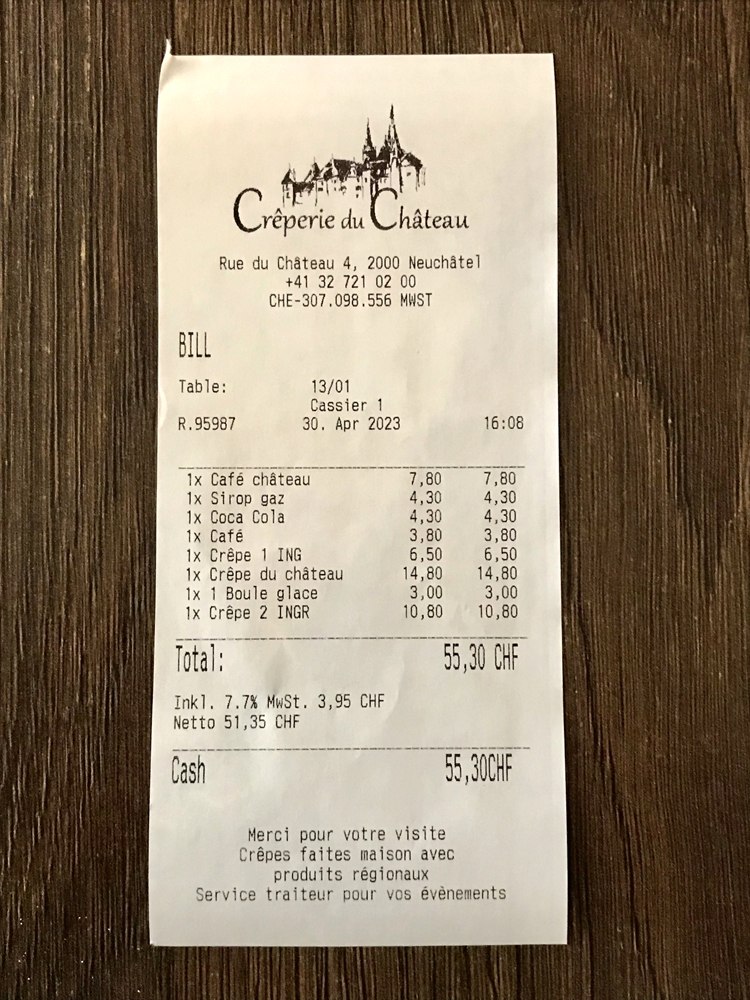 Crêperie du Château
Rue du Château 4, 2000 Neuchâtel
+41 32 721 02 00
CHE-307.098.556 MWST
BILL
Table: 13/01
Cassier 1
R.95987 30. Apr 2023 16:08
1x Café château 7,80 7,80
1x Sirop gaz 4,30 4,30
1x Coca Cola 4,30 4,30
1x Café 3,80 3,80
1x Crêpe 1 ING 6,50 6,50
1x Crêpe du château 14,80 14,80
1x 1 Boule glace 3,00 3,00
1x Crêpe 2 INGR 10,80 10,80
Total: 55,30 CHF
Inkl. 7.7% MwSt. 3,95 CHF
Netto 51,35 CHF
Cash 55,30CHF
Merci pour votre visite
Crêpes faites maison avec
produits régionaux
Service traiteur pour vos évènements